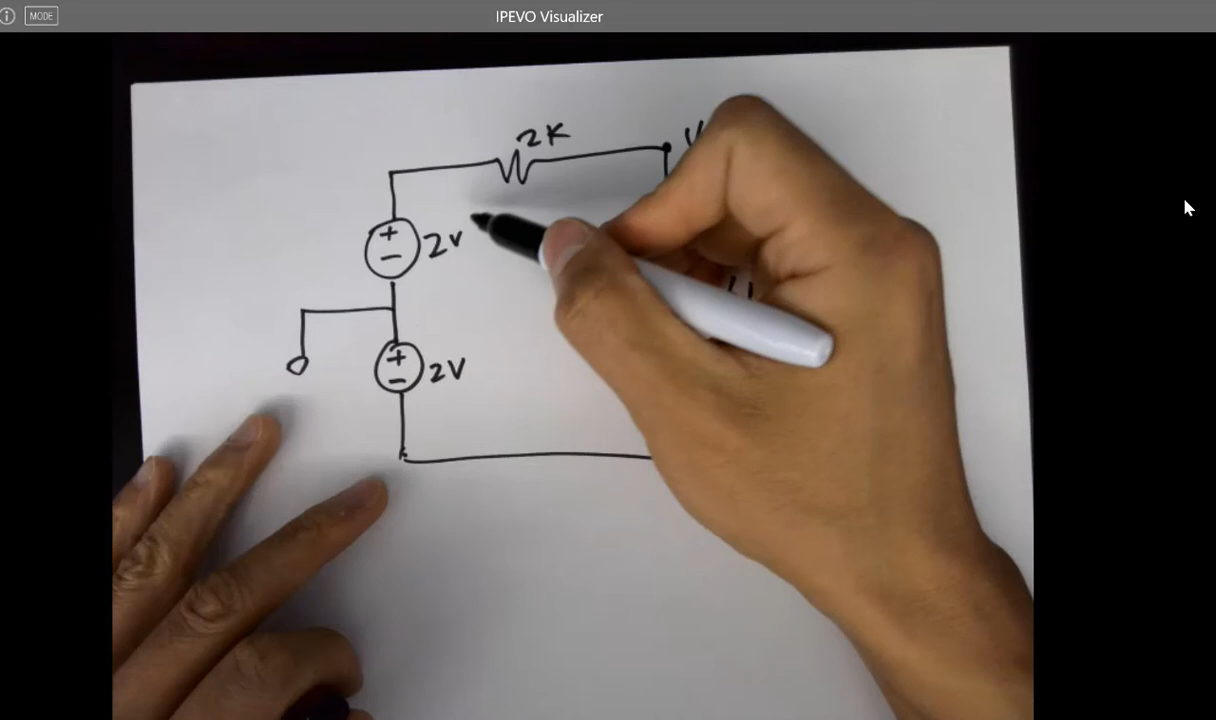 MODE
IPEVO Visualizer
2K
+
-
2V
+
-
2V